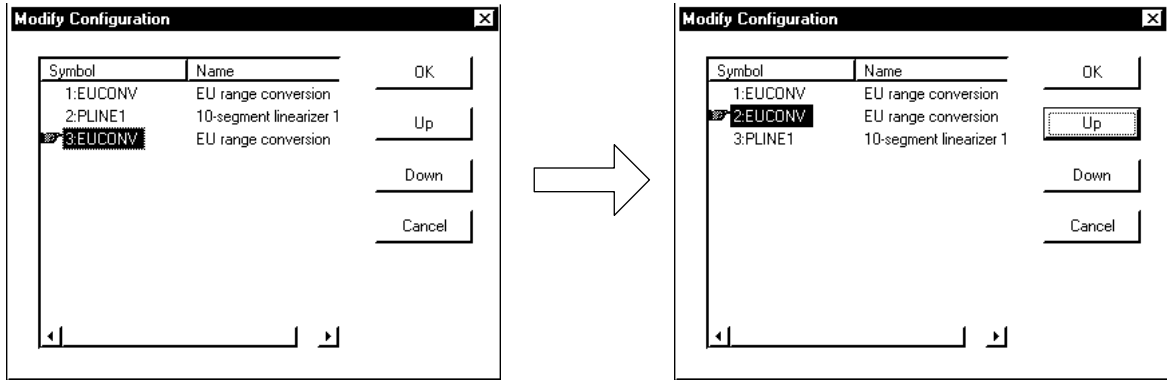 Modify Configuration
Symbol Name
1:EUCONV EU range conversion
2:PLINE1 10-segment linearizer 1
3:EUCONV EU range conversion
OK
Up
Down
Cancel
Modify Configuration
Symbol Name
1:EUCONV EU range conversion
2:EUCONV EU range conversion
3:PLINE1 10-segment linearizer 1
OK
Up
Down
Cancel